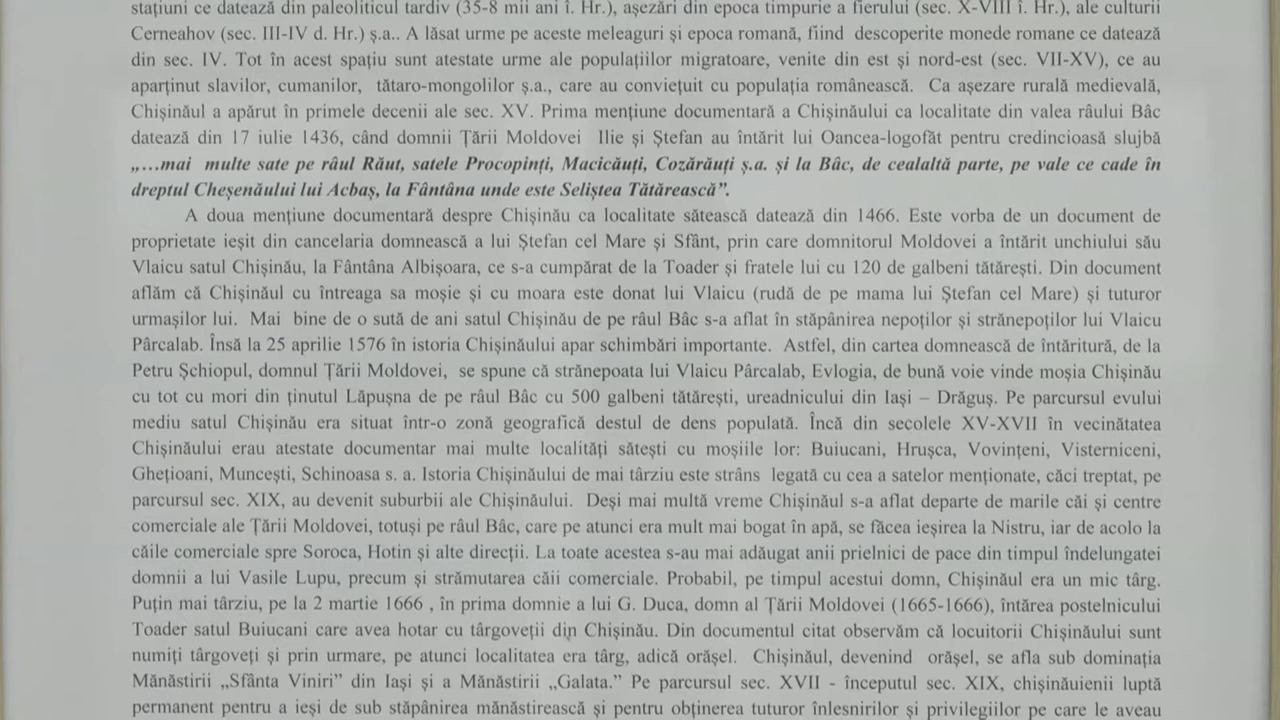 stațiuni ce datează din paleoliticul tardiv (35-8 mii ani î. Hr.), așezări din epoca timpurie a fierului (sec. X-VIII î. Hr.), ale culturii
Cerneahov (sec. III-IV d. Hr.) ș.a.. A lăsat urme pe aceste meleaguri și epoca romană, fiind descoperite monede romane ce datează
din sec. IV. Tot în acest spațiu sunt atestate urme ale populațiilor migratoare, venite din est și nord-est (sec. VII-XV), ce au
aparținut slavilor, cumanilor, tătaro-mongolilor ș.a., care au conviețuit cu populația românească. Ca așezare rurală medievală,
Chișinăul a apărut în primele decenii ale sec. XV. Prima mențiune documentară a Chișinăului ca localitate din valea râului Bâc
datează din 17 iulie 1436, când domnii Țării Moldovei Ilie și Ștefan au întărit lui Oancea-logofăt pentru credincioasă slujbă
„…mai multe sate pe râul Răut, satele Procopinți, Macicăuți, Cozărăuți ș.a. și la Bâc, de cealaltă parte, pe vale ce cade în
dreptul Cheșenăului lui Acbaș, la Fântâna unde este Seliștea Tătărească”.
A doua mențiune documentară despre Chișinău ca localitate sătească datează din 1466. Este vorba de un document de
proprietate ieșit din cancelaria domnească a lui Ștefan cel Mare și Sfânt, prin care domnitorul Moldovei a întărit unchiului său
Vlaicu satul Chișinău, la Fântâna Albișoara, ce s-a cumpărat de la Toader și fratele lui cu 120 de galbeni tătărești. Din document
aflăm că Chișinăul cu întreaga sa moșie și cu moara este donat lui Vlaicu (rudă de pe mama lui Ștefan cel Mare) și tuturor
urmașilor lui. Mai bine de o sută de ani satul Chișinău de pe râul Bâc s-a aflat în stăpânirea nepoților și strănepoților lui Vlaicu
Pârcalab. Însă la 25 aprilie 1576 în istoria Chișinăului apar schimbări importante. Astfel, din cartea domnească de întăritură, de la
Petru Șchiopul, domnul Țării Moldovei, se spune că strănepoata lui Vlaicu Pârcalab, Evlogia, de bună voie vinde moșia Chișinău
cu tot cu mori din ținutul Lăpușna de pe râul Bâc cu 500 galbeni tătărești, ureadnicului din Iași – Drăguș. Pe parcursul evului
mediu satul Chișinău era situat într-o zonă geografică destul de dens populată. Încă din secolele XV-XVII în vecinătatea
Chișinăului erau atestate documentar mai multe localități sătești cu moșiile lor: Buiucani, Hrușca, Vovințeni, Visterniceni,
Ghețioani, Muncești, Schinoasa s. a. Istoria Chișinăului de mai târziu este strâns legată cu cea a satelor menționate, căci treptat, pe
parcursul sec. XIX, au devenit suburbii ale Chișinăului. Deși mai multă vreme Chișinăul s-a aflat departe de marile căi și centre
comerciale ale Țării Moldovei, totuși pe râul Bâc, care pe atunci era mult mai bogat în apă, se făcea ieșirea la Nistru, iar de acolo la
căile comerciale spre Soroca, Hotin și alte direcții. La toate acestea s-au mai adăugat anii prielnici de pace din timpul îndelungatei
domnii a lui Vasile Lupu, precum și strămutarea căii comerciale. Probabil, pe timpul acestui domn, Chișinăul era un mic târg.
Puțin mai târziu, pe la 2 martie 1666 , în prima domnie a lui G. Duca, domn al Țării Moldovei (1665-1666), întărea postelnicului
Toader satul Buiucani care avea hotar cu târgoveții din Chișinău. Din documentul citat observăm că locuitorii Chișinăului sunt
numiți târgoveți și prin urmare, pe atunci localitatea era târg, adică orășel. Chișinăul, devenind orășel, se afla sub dominația
Mănăstirii „Sfânta Viniri” din Iași și a Mănăstirii „Galata.” Pe parcursul sec. XVII - începutul sec. XIX, chișinăuienii luptă
permanent pentru a ieși de sub stăpânirea mănăstirească și pentru obținerea tuturor înlesnirilor și privilegiilor pe care le aveau